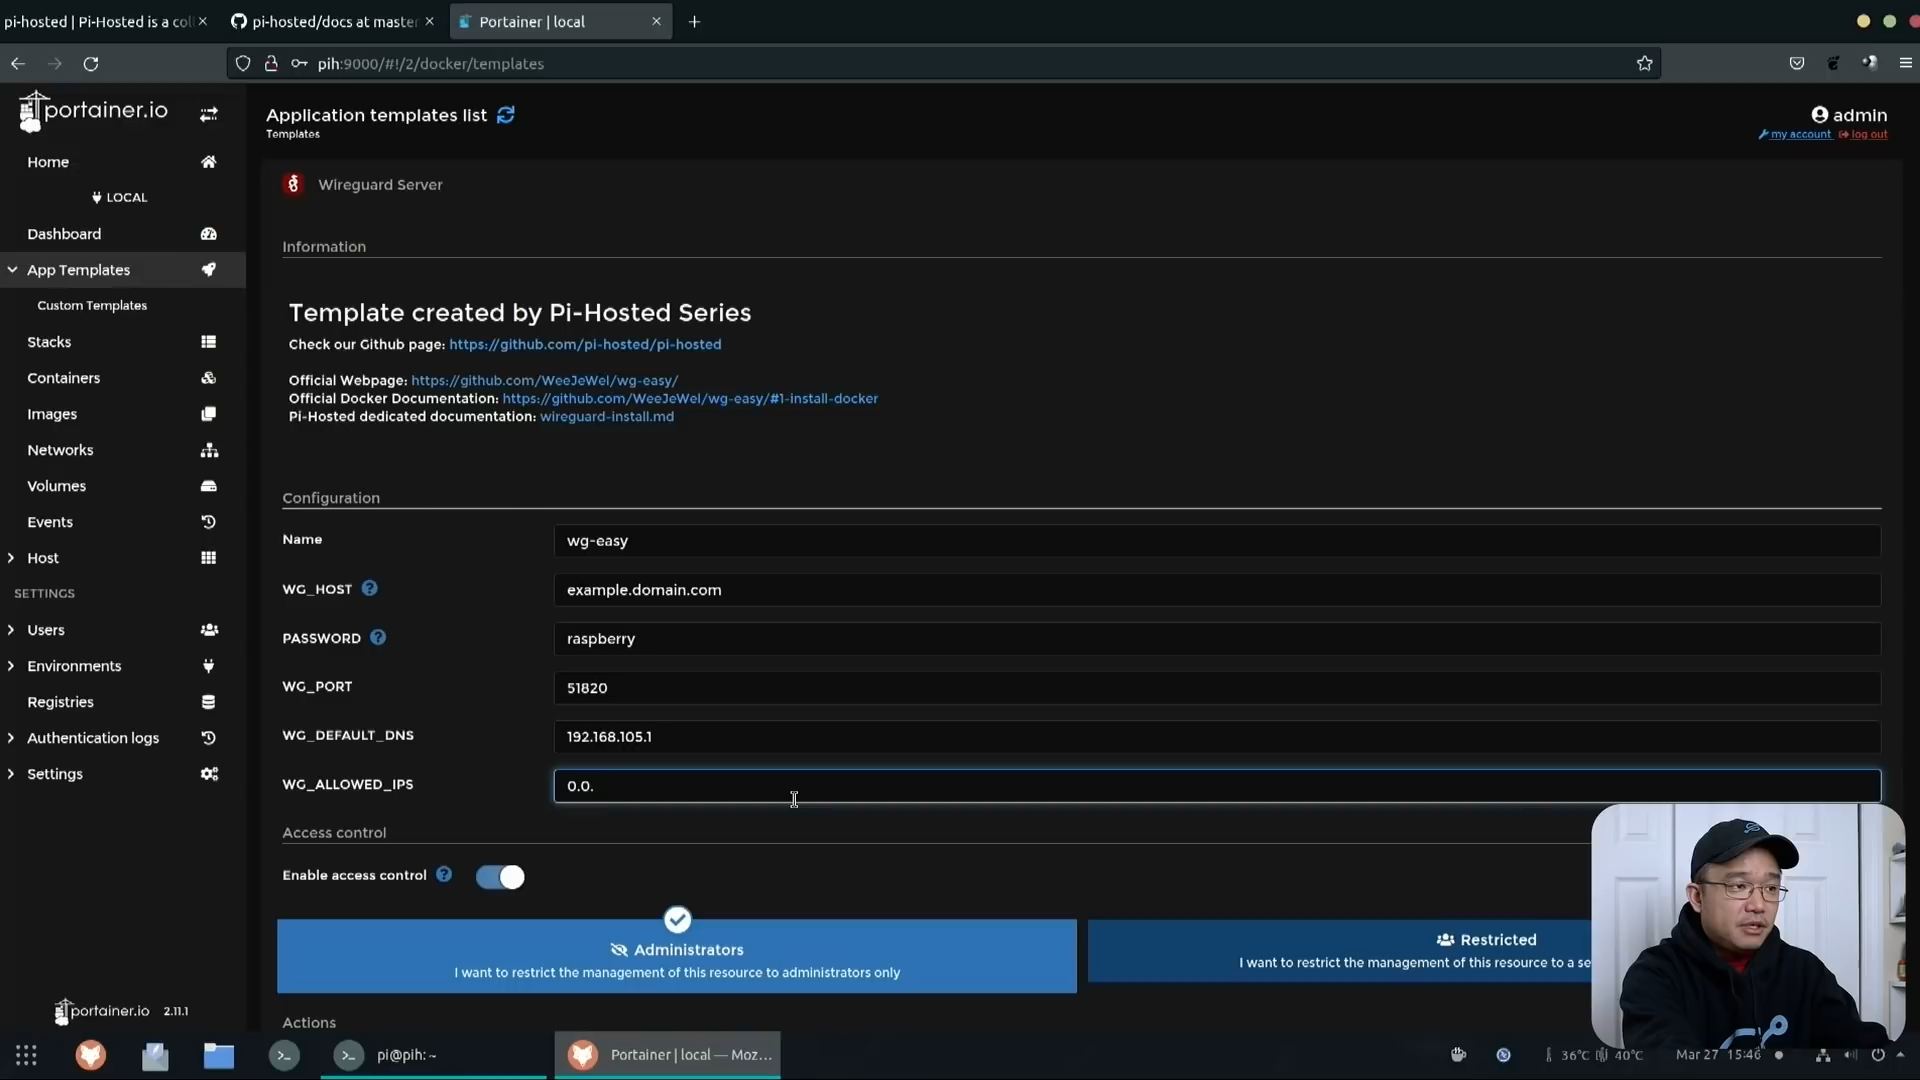 pi-hosted | Pi-Hosted is a col
pi-hosted/docs at master
Portainer | local
pih:9000/#!/2/docker/templates
portainer.io
Home
LOCAL
Dashboard
App Templates
Custom Templates
Stacks
Containers
Images
Networks
Volumes
Events
Host
SETTINGS
Users
Environments
Registries
Authentication logs
Settings
portainer.io 2.11.1
Application templates list
Templates
admin
my account log out
Wireguard Server
Information
Template created by Pi-Hosted Series
Check our Github page: https://github.com/pi-hosted/pi-hosted
Official Webpage: https://github.com/WeeJeWel/wg-easy/
Official Docker Documentation: https://github.com/WeeJeWel/wg-easy/#1-install-docker
Pi-Hosted dedicated documentation: wireguard-install.md
Configuration
Name wg-easy
WG_HOST example.domain.com
PASSWORD raspberry
WG_PORT 51820
WG_DEFAULT_DNS 192.168.105.1
WG_ALLOWED_IPS 0.0.
Access control
Enable access control
Administrators
I want to restrict the management of this resource to administrators only
Restricted
I want to restrict the management of this resource to a se
Actions
pi@pih: ~
Portainer | local — Moz...
36°C 40°C Mar 27 15:46